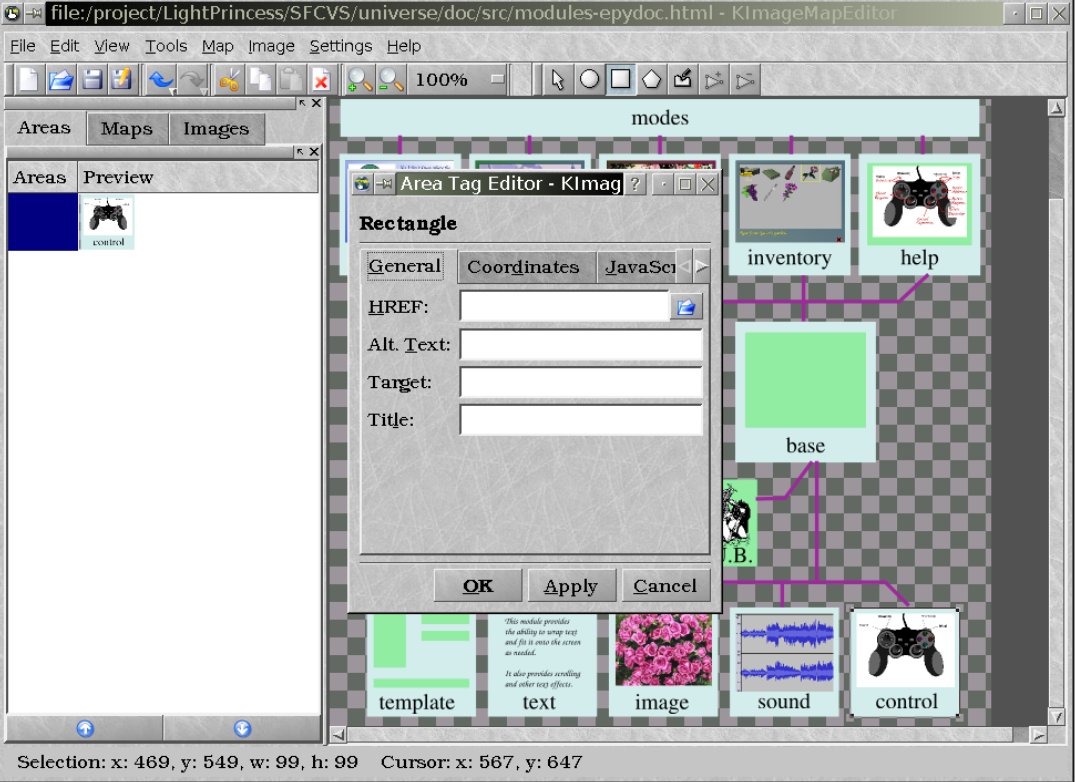 file:/project/LightPrincess/SFCVS/universe/doc/src/modules-epydoc.html - KImageMapEditor
File Edit View Tools Map Image Settings Help
100%
Areas Maps Images
Areas Preview
control
modes
inventory
help
Area Tag Editor - KImag
Rectangle
General Coordinates JavaScr
HREF:
Alt. Text:
Target:
Title:
OK Apply Cancel
base
.B.
This module provides
the ability to wrap text
and fit it onto the screen
as needed.
It also provides scrolling
and other text effects.
template
text
image
sound
control
Selection: x: 469, y: 549, w: 99, h: 99 Cursor: x: 567, y: 647